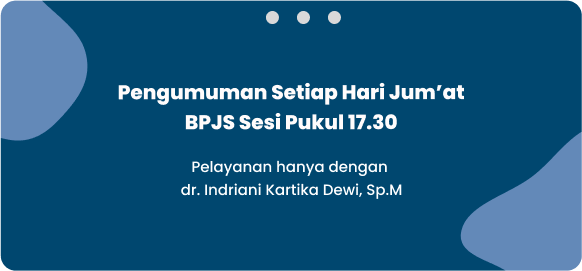 Pengumuman Setiap Hari Jum’at
BPJS Sesi Pukul 17.30
Pelayanan hanya dengan
dr. Indriani Kartika Dewi, Sp.M